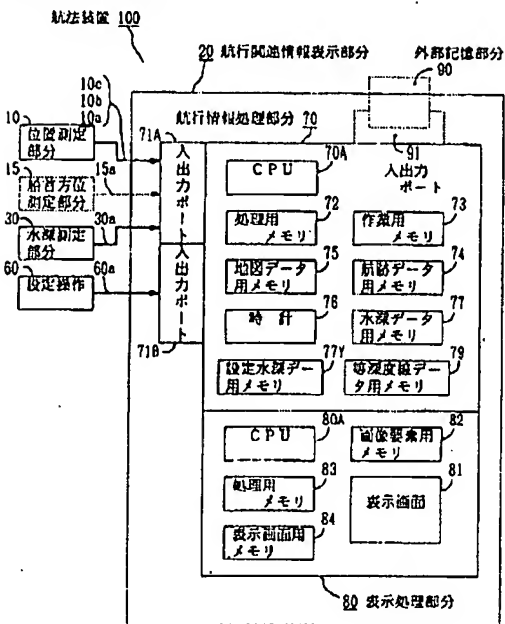 航法装置 100
20 航行関連情報表示部分
外部記憶部分
90
10c
10b
10a
10
位置測定
部分
15
船首方位
測定部分
15a
30
水深測定
部分
30a
60
設定操作
60a
71A
入出力ポート
入出力ポート
71B
航行情報処理部分 70
91
入出力
ポート
CPU
70A
72
処理用
メモリ
73
作業用
メモリ
75
地図データ
用メモリ
74
航跡データ
用メモリ
76
時計
77
水深データ
用メモリ
77Y
設定水深デー
タ用メモリ
79
等深度線デー
タ用メモリ
CPU
80A
82
画像要素用
メモリ
83
処理用
メモリ
81
表示画面
84
表示画面用
メモリ
80 表示処理部分